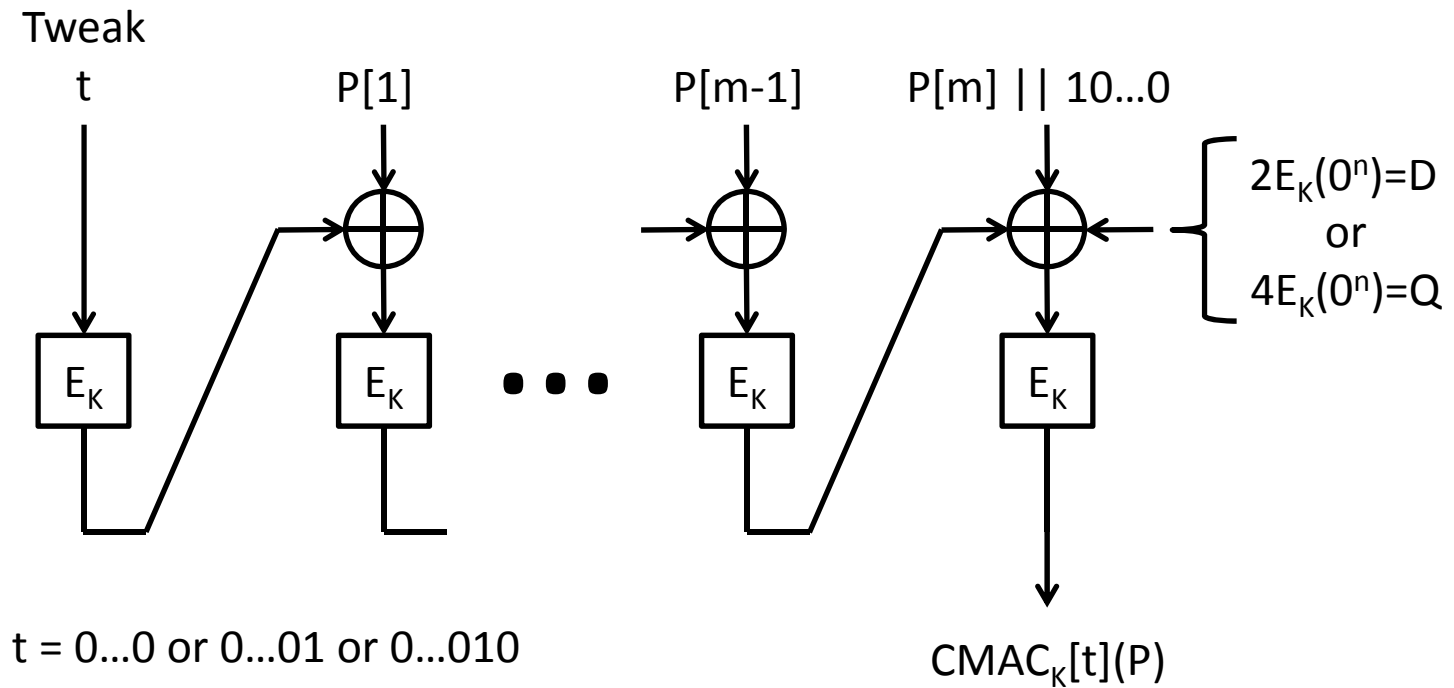 Tweak
t P[1] P[m-1] P[m] || 10…0
2E_K(0^n)=D
or
4E_K(0^n)=Q
E_K E_K E_K E_K
t = 0…0 or 0…01 or 0…010
CMAC_K[t](P)